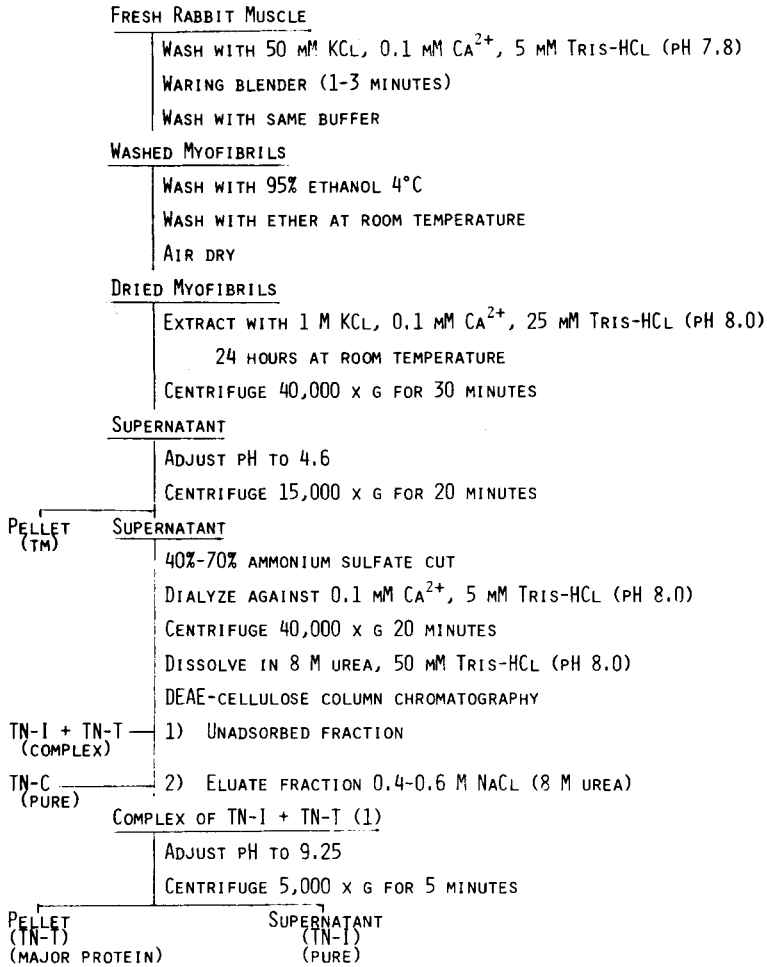 Fresh Rabbit Muscle
Wash with 50 mM KCl, 0.1 mM Ca2+, 5 mM Tris-HCl (pH 7.8)
Waring blender (1-3 minutes)
Wash with same buffer
Washed Myofibrils
Wash with 95% ethanol 4°C
Wash with ether at room temperature
Air dry
Dried Myofibrils
Extract with 1 M KCl, 0.1 mM Ca2+, 25 mM Tris-HCl (pH 8.0)
24 hours at room temperature
Centrifuge 40,000 x g for 30 minutes
Supernatant
Adjust pH to 4.6
Centrifuge 15,000 x g for 20 minutes
Pellet
(TM)
Supernatant
40%-70% ammonium sulfate cut
Dialyze against 0.1 mM Ca2+, 5 mM Tris-HCl (pH 8.0)
Centrifuge 40,000 x g 20 minutes
Dissolve in 8 M urea, 50 mM Tris-HCl (pH 8.0)
DEAE-cellulose column chromatography
TN-I + TN-T
(complex)
1) Unadsorbed fraction
TN-C
(pure)
2) Eluate fraction 0.4-0.6 M NaCl (8 M urea)
Complex of TN-I + TN-T (1)
Adjust pH to 9.25
Centrifuge 5,000 x g for 5 minutes
Pellet
(TN-T)
(major protein)
Supernatant
(TN-I)
(pure)